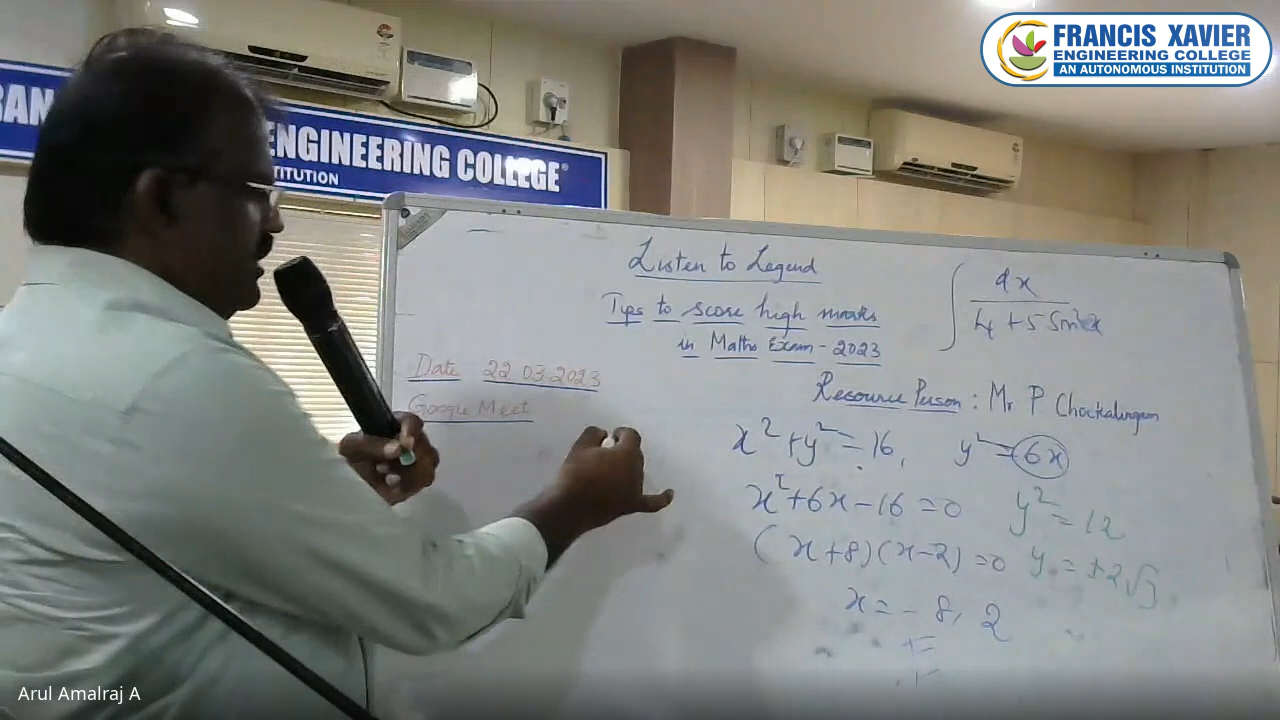 FRANCIS XAVIER
ENGINEERING COLLEGE
AN AUTONOMOUS INSTITUTION
RAN ENGINEERING COLLEGE
TITUTION
Listen to Legend
Tips to score high marks
in Maths Exam - 2023
∫ dx
4 + 5 Sin²x
Date 22.03.2023
Google Meet
Resource Person : Mr P Chockalingam
x² + y² = 16, y² = 6x
x² + 6x - 16 = 0 y² = 12
(x + 8)(x - 2) = 0 y = ±2√3
x = -8, 2
Arul Amalraj A